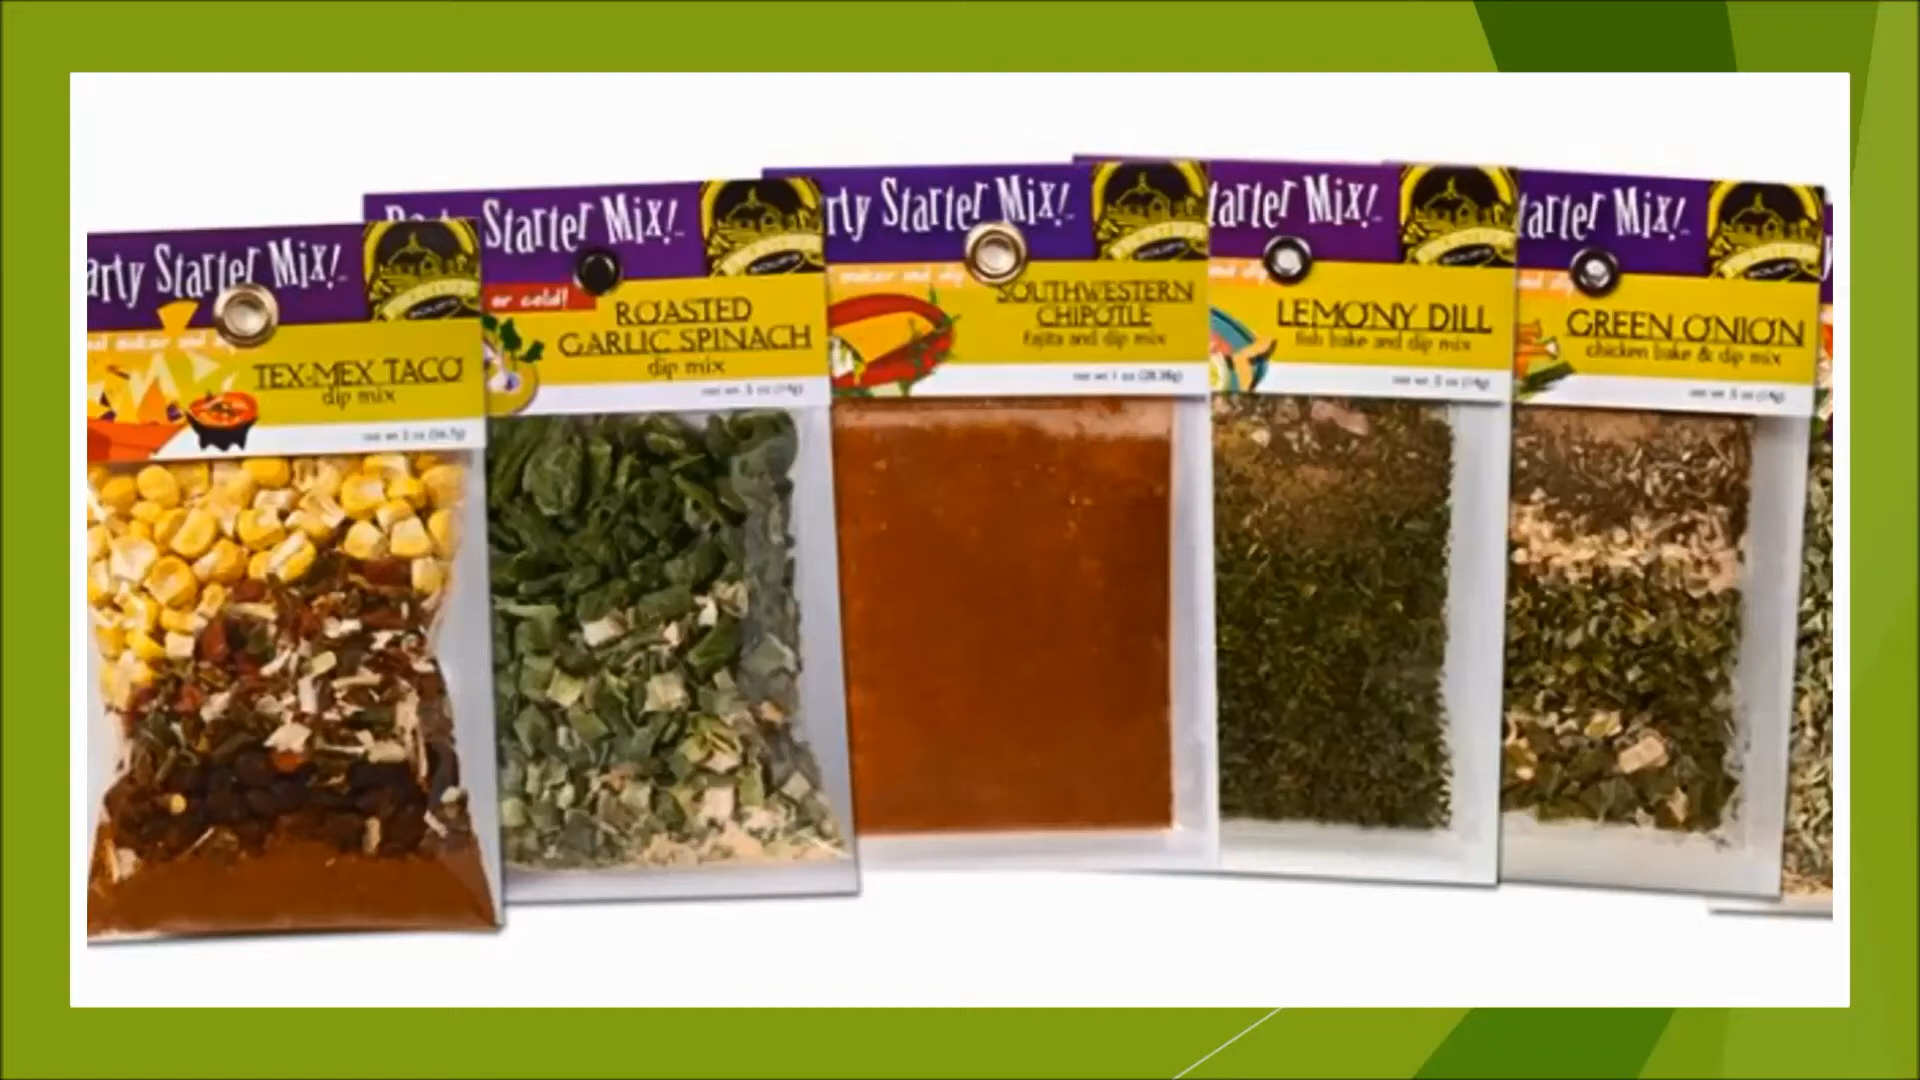 arty Starter Mix!
TEX-MEX TACO
dip mix
Starter Mix!
or cold!
ROASTED
GARLIC SPINACH
dip mix
rty Starter Mix!
SOUTHWESTERN
CHIPOTLE
fajita and dip mix
tarter Mix!
LEMONY DILL
fish bake and dip mix
tarter Mix!
GREEN ONION
chicken bake & dip mix